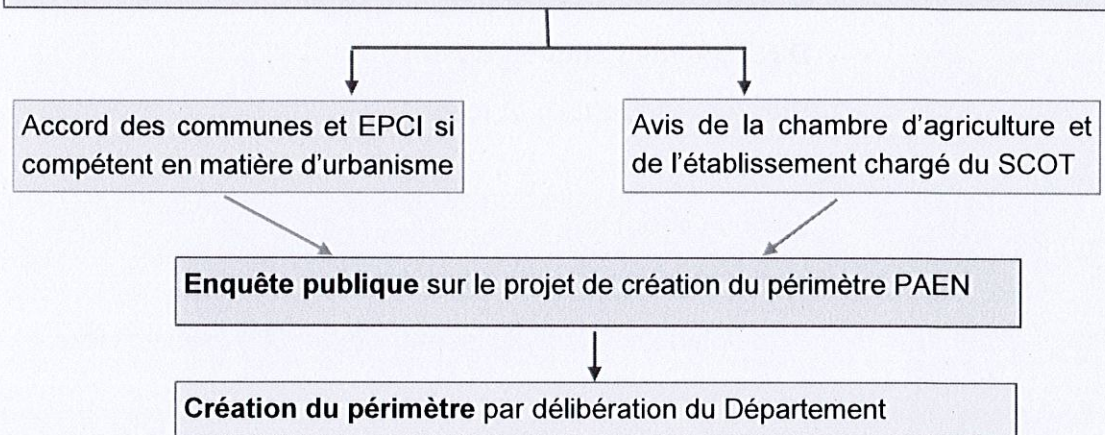 Accord des communes et EPCI si
compétent en matière d'urbanisme
Avis de la chambre d'agriculture et
de l'établissement chargé du SCOT
Enquête publique sur le projet de création du périmètre PAEN
Création du périmètre par délibération du Département